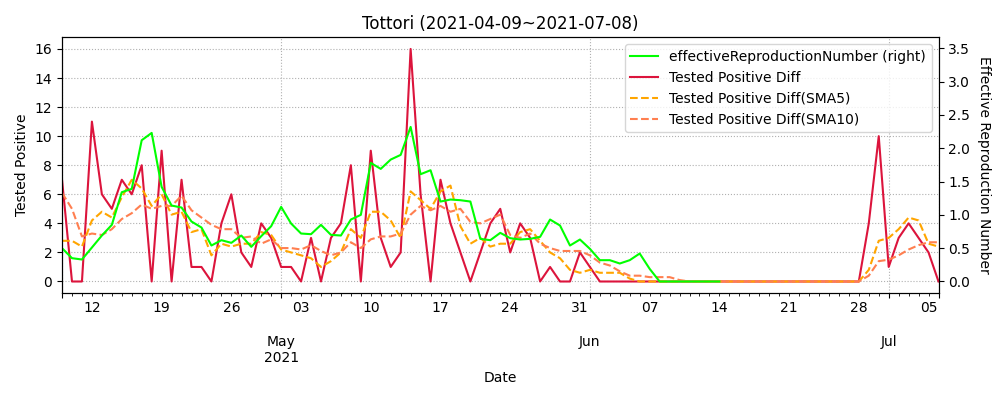 Tottori (2021-04-09~2021-07-08)
effectiveReproductionNumber (right)
Tested Positive Diff
Tested Positive Diff(SMA5)
Tested Positive Diff(SMA10)
Tested Positive
16
14
12
10
8
6
4
2
0
3.5
3.0
2.5
2.0
1.5
1.0
0.5
0.0
Effective Reproduction Number
12 19 26 03 10 17 24 31 07 14 21 28 05
May Jun Jul
2021
Date